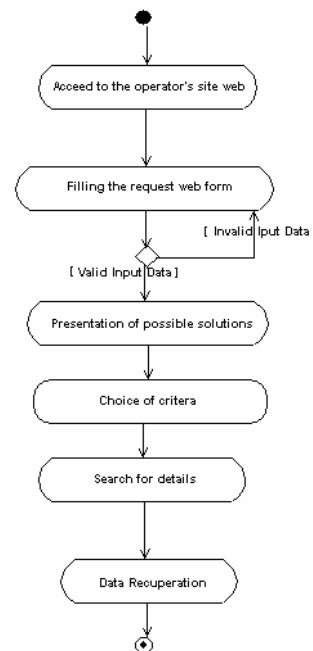 Acceed to the operator's site web
Filling the request web form
[ Invalid Iput Data
[ Valid Input Data ]
Presentation of possible solutions
Choice of critera
Search for details
Data Recuperation